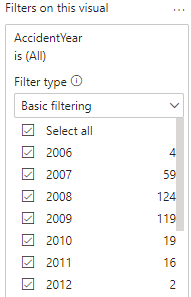 Filters on this visual ...
AccidentYear
is (All)
Filter type
Basic filtering
Select all
2006 4
2007 59
2008 124
2009 119
2010 19
2011 16
2012 2